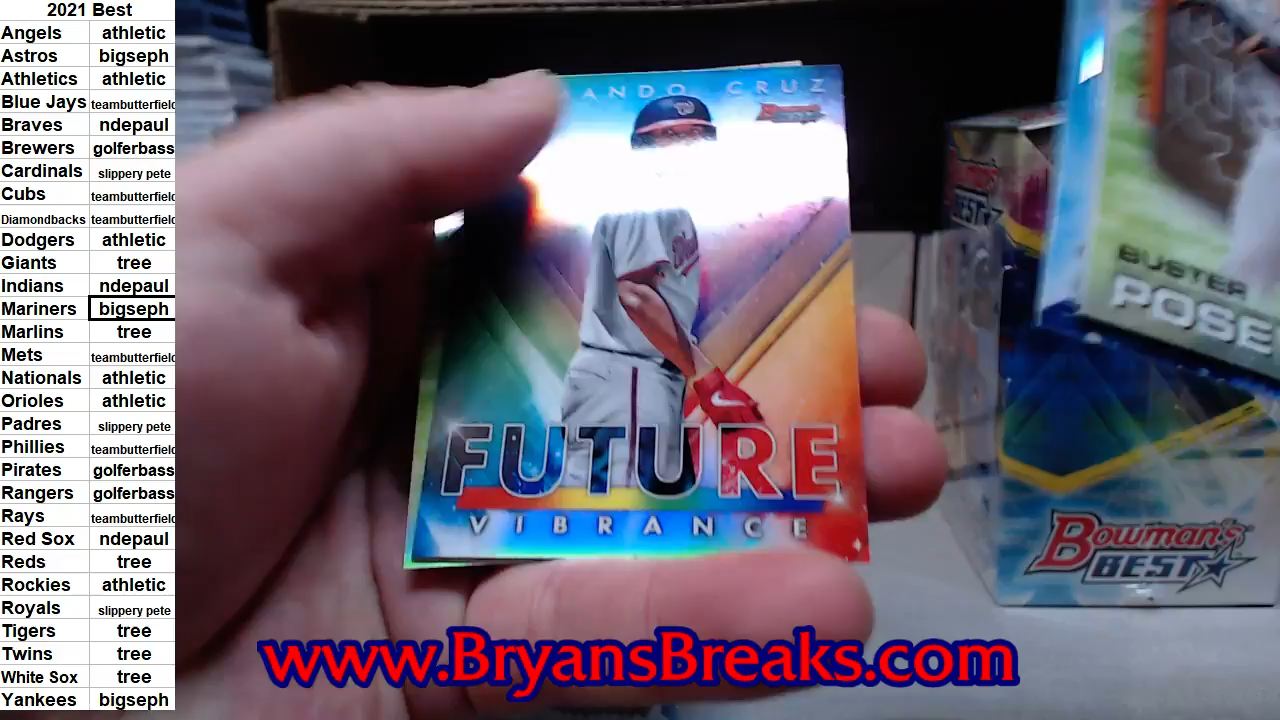 2021 Best
Angels athletic
Astros bigseph
Athletics athletic
Blue Jays teambutterfield
Braves ndepaul
Brewers golferbass
Cardinals slippery pete
Cubs teambutterfield
Diamondbacks teambutterfield
Dodgers athletic
Giants tree
Indians ndepaul
Mariners bigseph
Marlins tree
Mets teambutterfield
Nationals athletic
Orioles athletic
Padres slippery pete
Phillies teambutterfield
Pirates golferbass
Rangers golferbass
Rays teambutterfield
Red Sox ndepaul
Reds tree
Rockies athletic
Royals slippery pete
Tigers tree
Twins tree
White Sox tree
Yankees bigseph
ANDO CRUZ
Bowman's
BEST
W
FUTURE
VIBRANCE
Bowman's
BEST
BUSTER
POSE
Bowman's
BEST
www.BryansBreaks.com